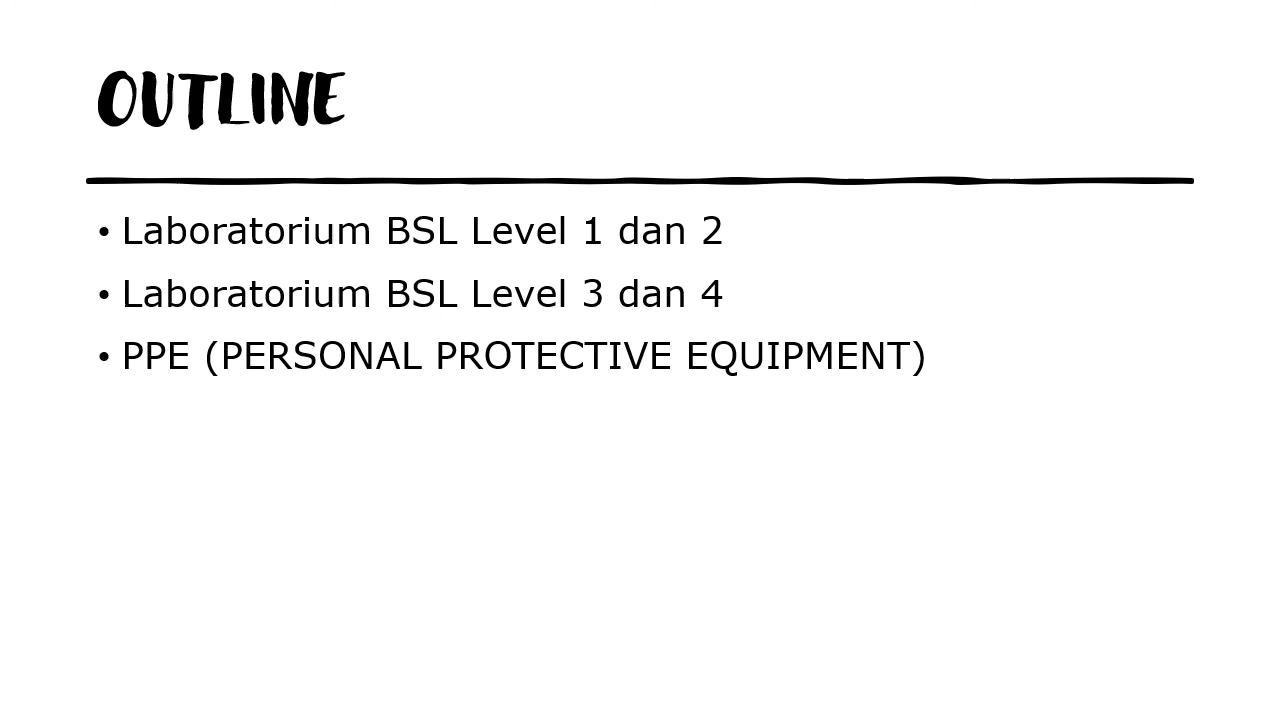 OUTLINE
• Laboratorium BSL Level 1 dan 2
• Laboratorium BSL Level 3 dan 4
• PPE (PERSONAL PROTECTIVE EQUIPMENT)